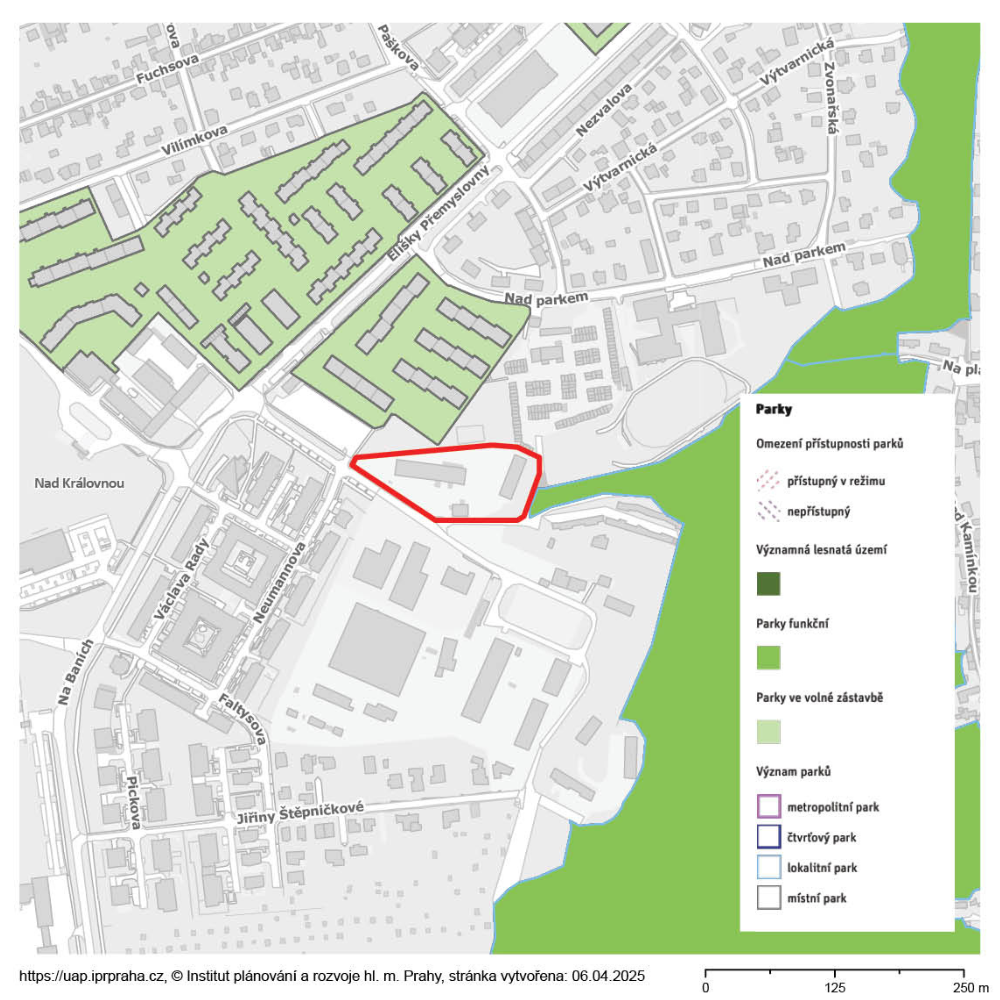 ova
Paškova
Fuchsova
Vilímkova
Nezvalova
Výtvarnická
Zvonařská
Výtvarnická
Elišky Přemyslovny
Nad parkem
Nad parkem
Na pla
Nad Královnou
Václava Rady
Neumannova
Na Baních
Faltysova
Pickova
Jiřiny Štěpničkové
d Kamínkou
Parky
Omezení přístupnosti parků
přístupný v režimu
nepřístupný
Významná lesnatá území
Parky funkční
Parky ve volné zástavbě
Význam parků
metropolitní park
čtvrťový park
lokalitní park
místní park
https://uap.iprpraha.cz, © Institut plánování a rozvoje hl. m. Prahy, stránka vytvořena: 06.04.2025
0 125 250 m